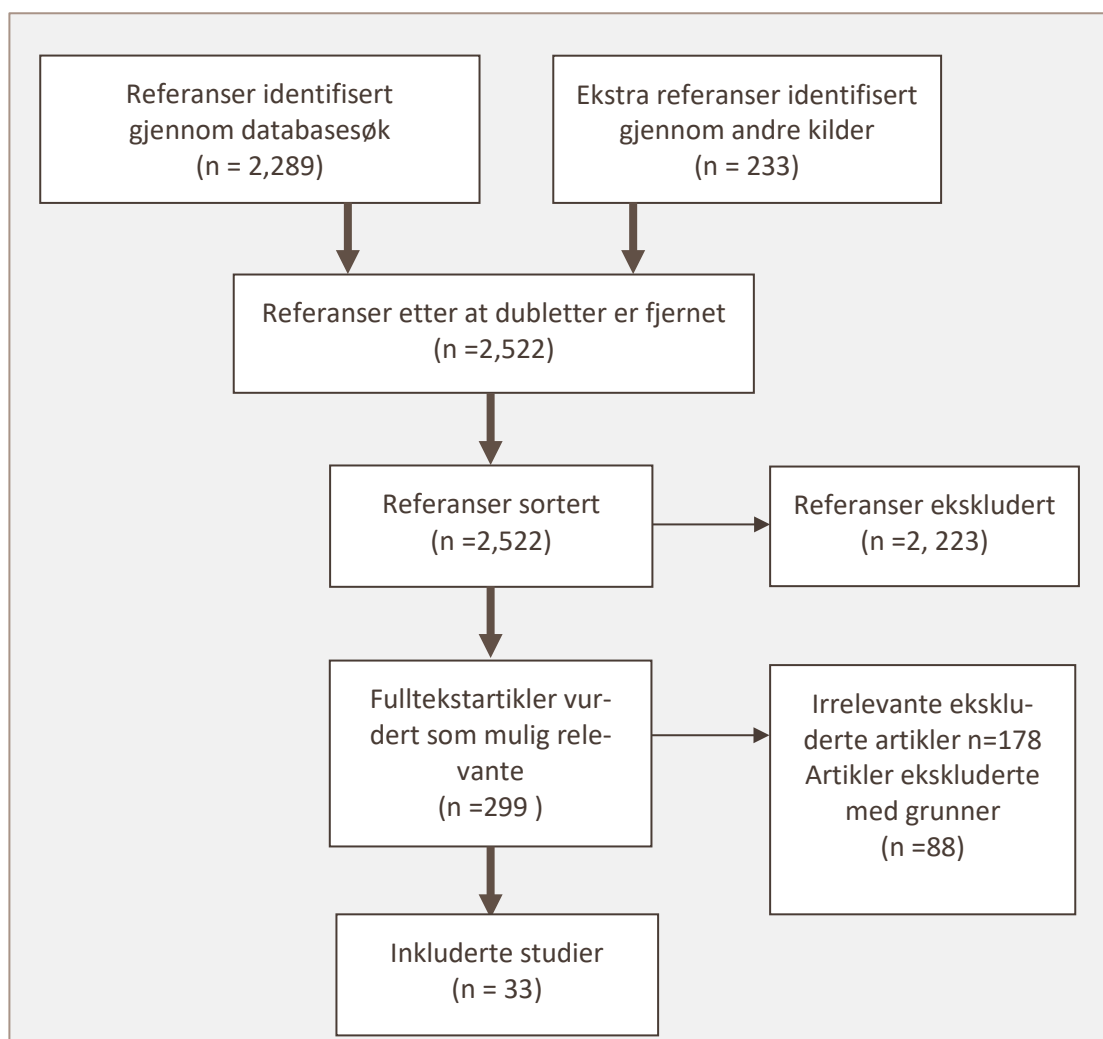 Referanser identifisert
gjennom databasesøk
(n = 2,289)
Ekstra referanser identifisert
gjennom andre kilder
(n = 233)
Referanser etter at dubletter er fjernet
(n =2,522)
Referanser sortert
(n =2,522)
Referanser ekskludert
(n =2, 223)
Fulltekstartikler vur-
dert som mulig rele-
vante
(n =299 )
Irrelevante eksklu-
derte artikler n=178
Artikler ekskluderte
med grunner
(n =88)
Inkluderte studier
(n = 33)